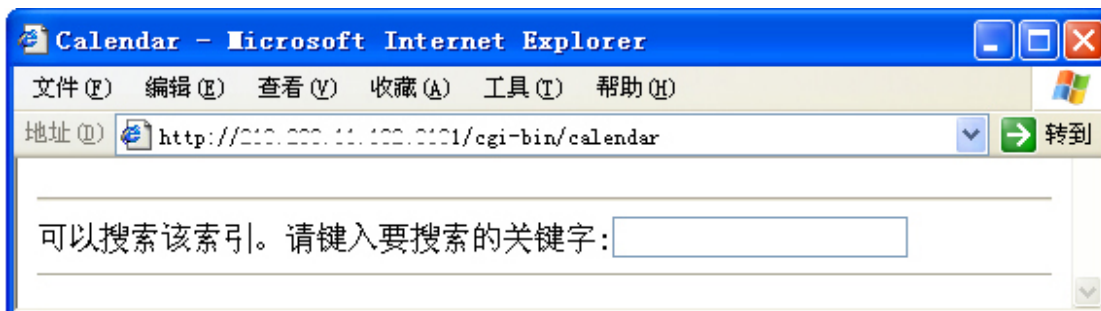 Calendar - Microsoft Internet Explorer
文件(F) 编辑(E) 查看(V) 收藏(A) 工具(T) 帮助(H)
地址(D) http:// 1/cgi-bin/calendar 转到
可以搜索该索引。请键入要搜索的关键字: